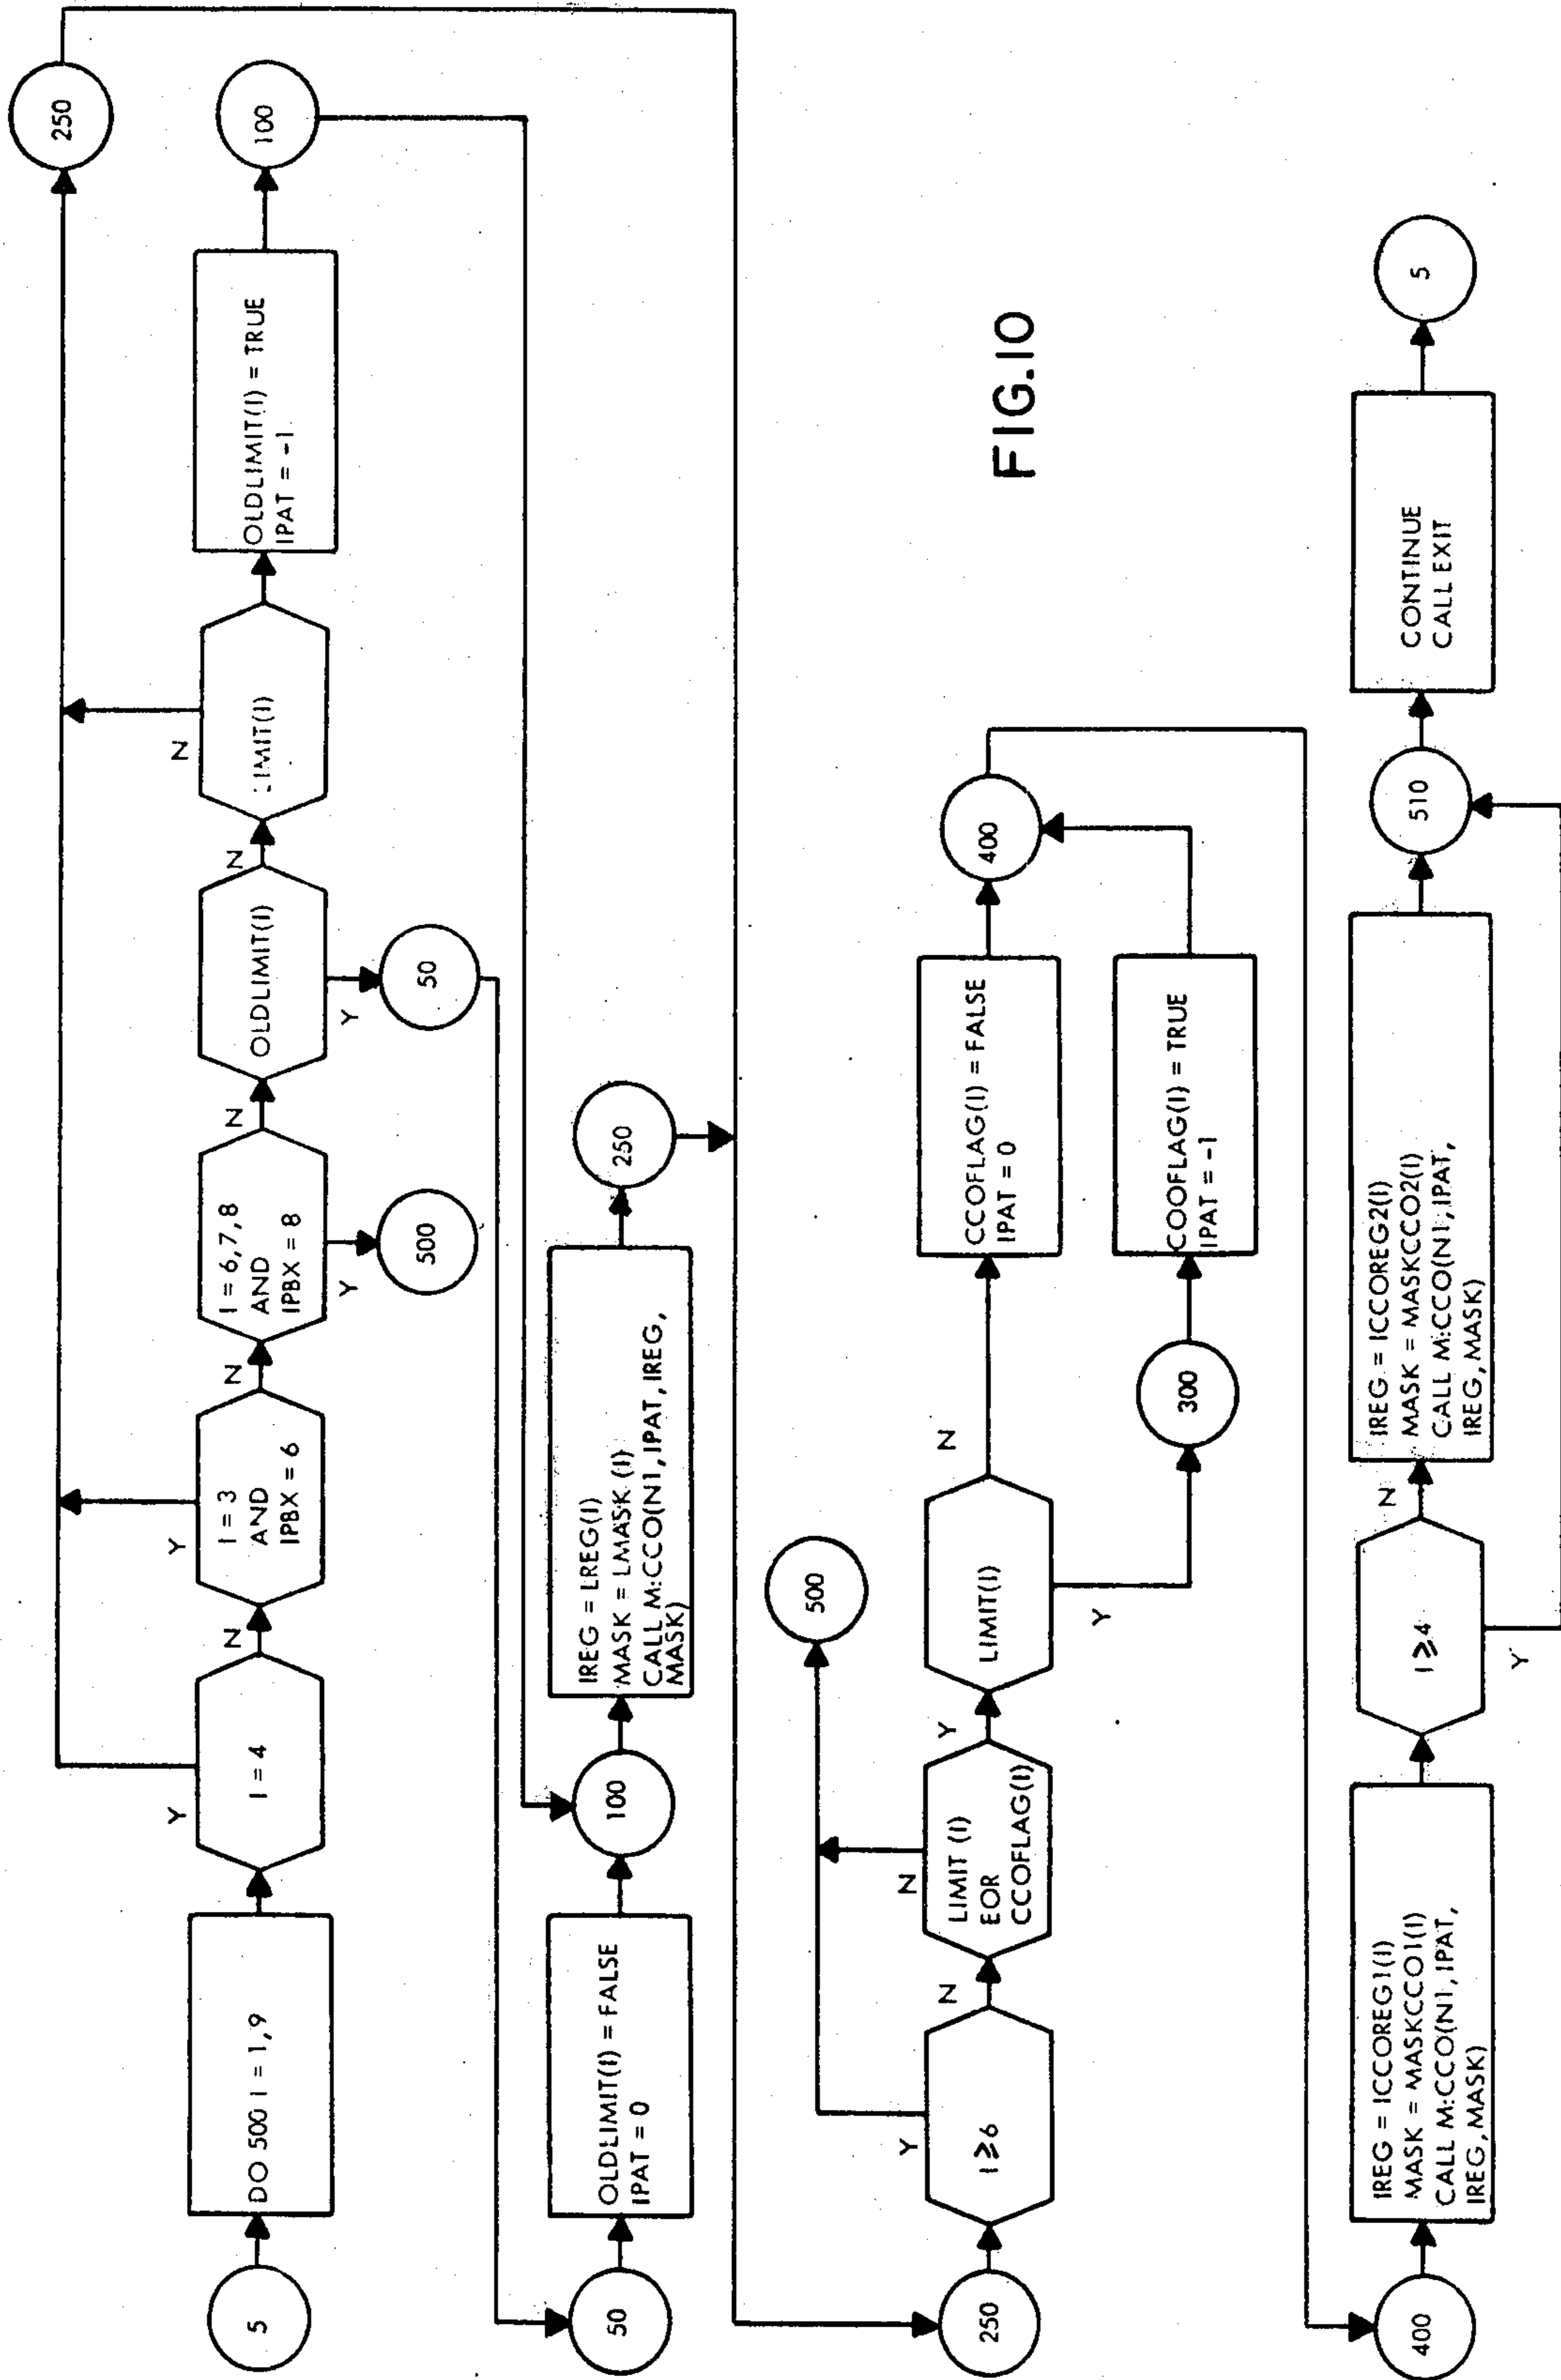 5
DO 500 I = 1, 9
Y
I = 4
N
Y
I = 3
AND
IPBX = 6
N
I = 6, 7, 8
AND
IPBX = 8
Y
500
N
OLDLIMIT(I)
Y
50
N
LIMIT(I)
N
OLDLIMIT(I) = TRUE
IPAT = -1
100
250
50
OLDLIMIT(I) = FALSE
IPAT = 0
100
IREG = LREG(I)
MASK = LMASK (I)
CALL M:CCO(N1, IPAT, IREG,
MASK)
250
250
I ≥ 6
Y
N
LIMIT (I)
EOR
CCOFLAG(I)
N
500
Y
LIMIT(I)
Y
N
300
CCOFLAG(I) = FALSE
IPAT = 0
COOFLAG(I) = TRUE
IPAT = -1
400
FIG.10
400
IREG = ICCOREG1(I)
MASK = MASKCCO1(I)
CALL M:CCO(N1, IPAT,
IREG, MASK)
I ≥ 4
Y
N
IREG = ICCOREG2(I)
MASK = MASKCCO2(I)
CALL M:CCO(N1, IPAT,
IREG, MASK)
510
CONTINUE
CALL EXIT
5